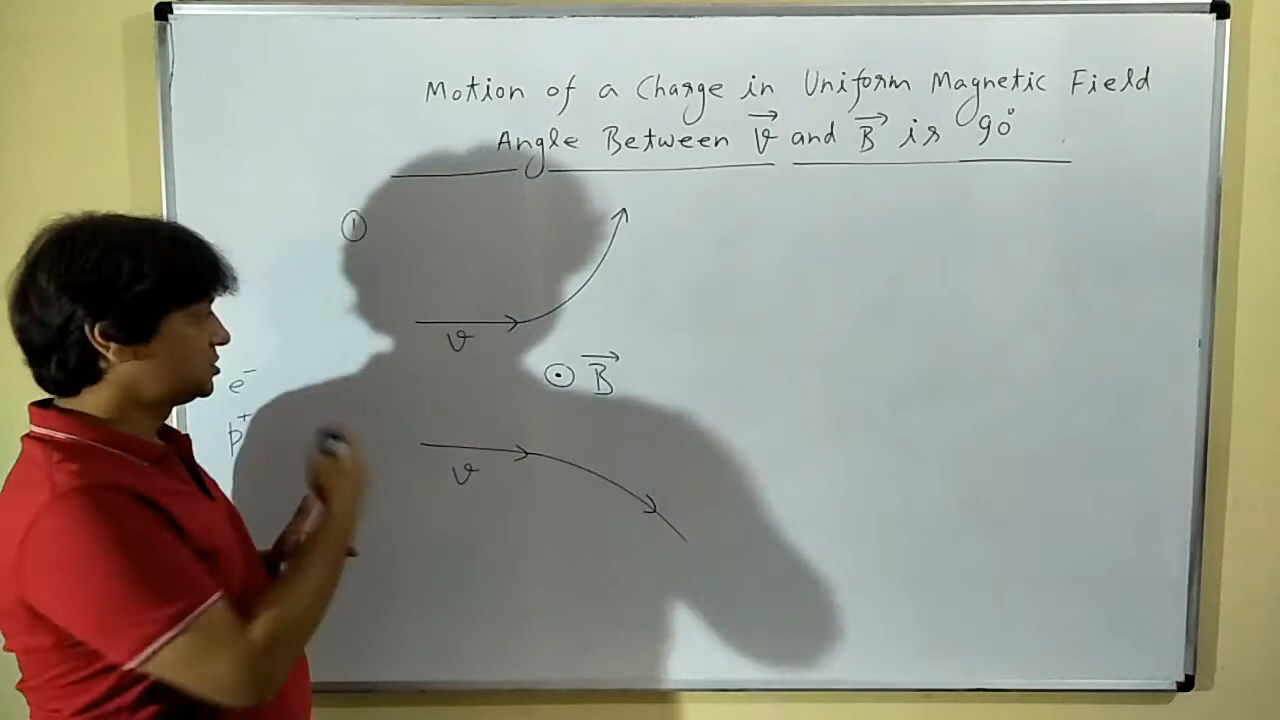 Motion of a Charge in Uniform Magnetic Field
Angle Between v⃗ and B⃗ is 90°
①
v
⊙ B⃗
e⁻
p⁺
v